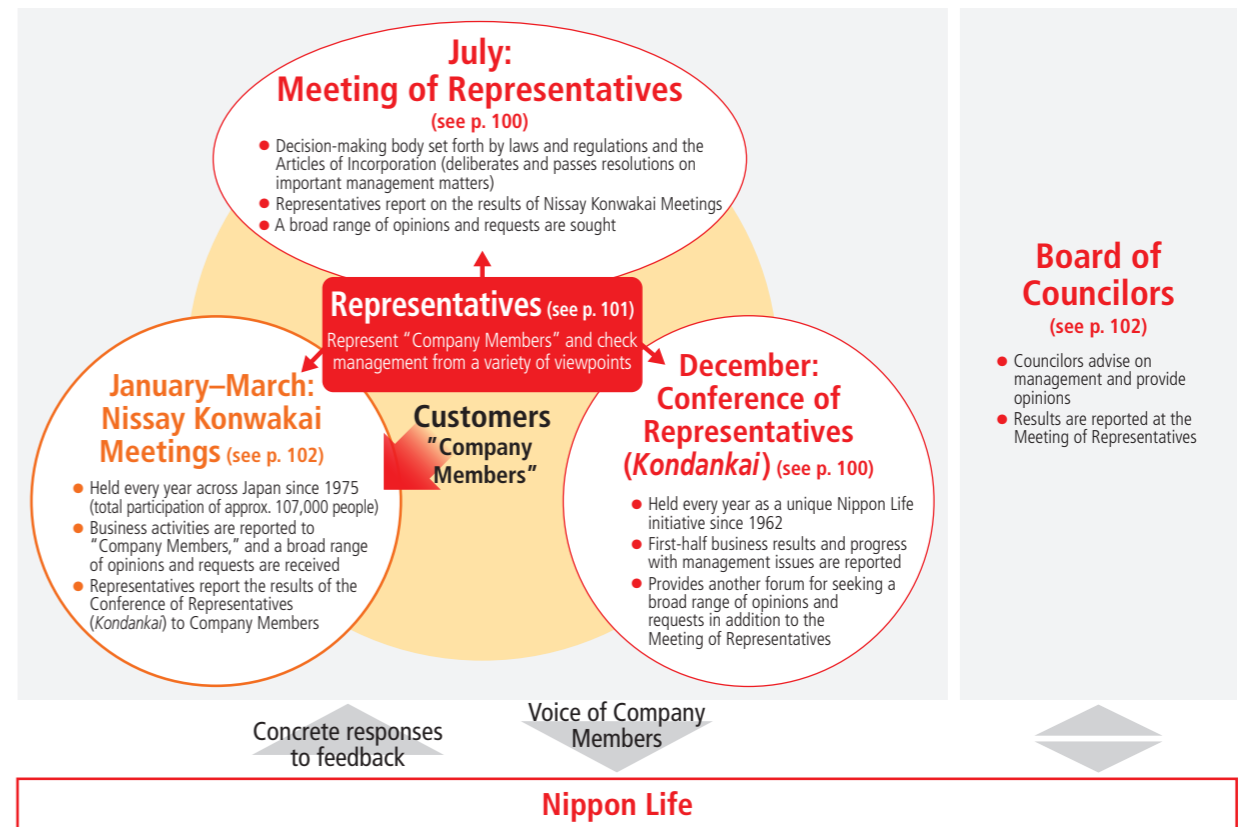 July:
Meeting of Representatives
(see p. 100)
● Decision-making body set forth by laws and regulations and the
Articles of Incorporation (deliberates and passes resolutions on
important management matters)
● Representatives report on the results of Nissay Konwakai Meetings
● A broad range of opinions and requests are sought
Representatives (see p. 101)
Represent “Company Members” and check
management from a variety of viewpoints
January–March:
Nissay Konwakai
Meetings (see p. 102)
● Held every year across Japan since 1975
(total participation of approx. 107,000 people)
● Business activities are reported to
“Company Members,” and a broad range
of opinions and requests are received
● Representatives report the results of the
Conference of Representatives
(Kondankai) to Company Members
Customers
"Company
Members"
December:
Conference of
Representatives
(Kondankai) (see p. 100)
● Held every year as a unique Nippon Life
initiative since 1962
● First-half business results and progress
with management issues are reported
● Provides another forum for seeking a
broad range of opinions and
requests in addition to the
Meeting of Representatives
Board of
Councilors
(see p. 102)
● Councilors advise on
management and provide
opinions
● Results are reported at the
Meeting of Representatives
Concrete responses
to feedback
Voice of Company
Members
Nippon Life